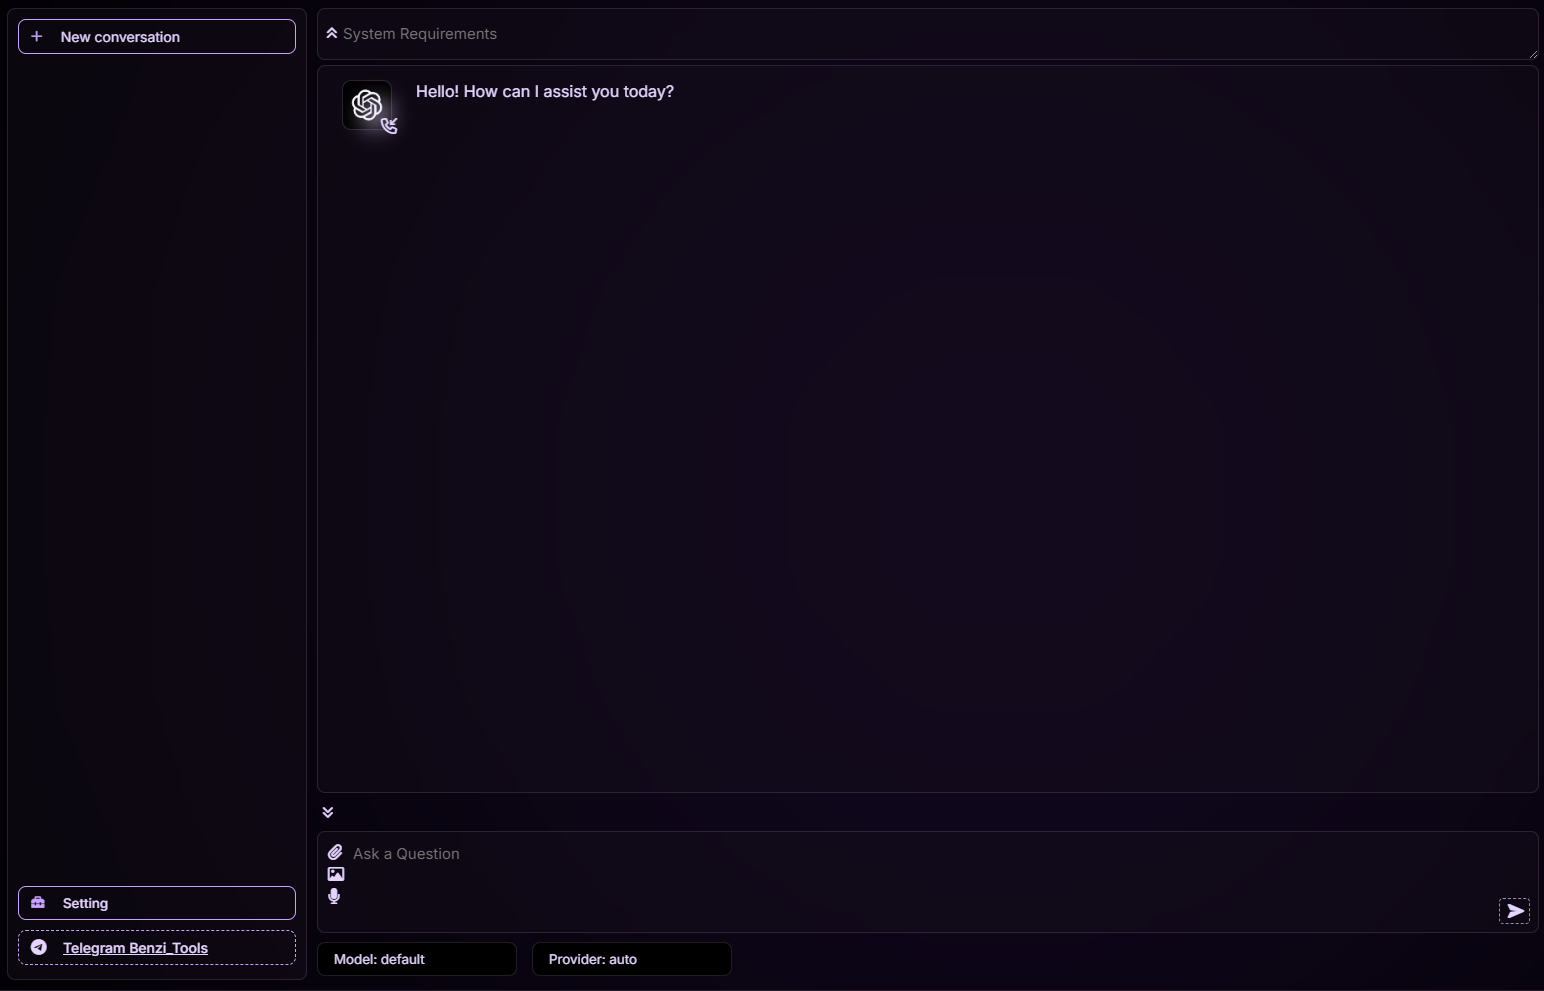 New conversation
System Requirements
Hello! How can I assist you today?
Ask a Question
Setting
Telegram Benzi_Tools
Model: default
Provider: auto